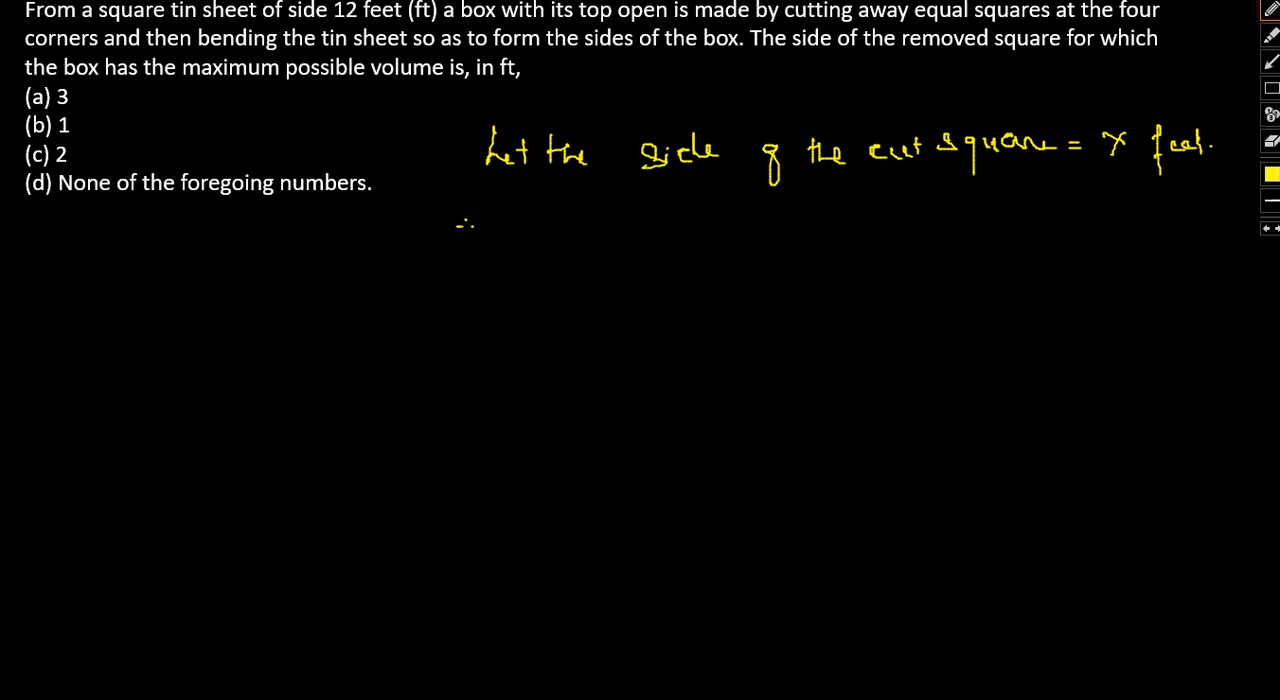 From a square tin sheet of side 12 feet (ft) a box with its top open is made by cutting away equal squares at the four
corners and then bending the tin sheet so as to form the sides of the box. The side of the removed square for which
the box has the maximum possible volume is, in ft,
(a) 3
(b) 1
(c) 2
(d) None of the foregoing numbers.
Let the side of the cut square = x feet.
∴